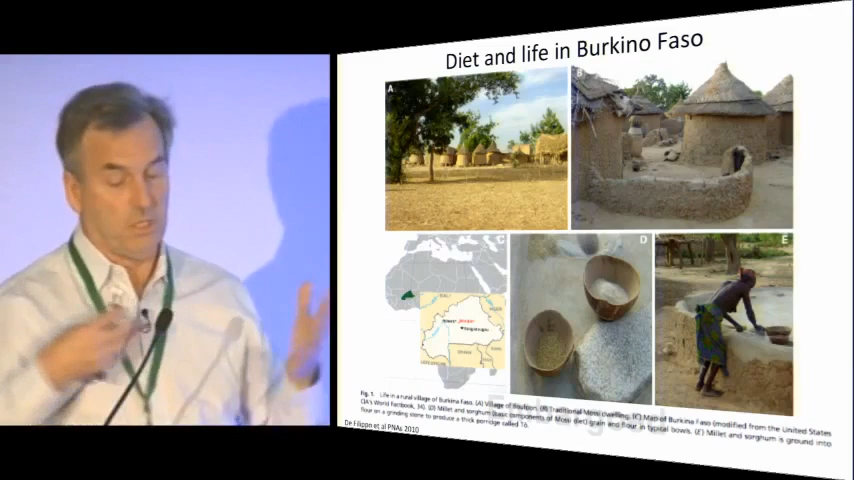 Diet and life in Burkino Faso
A
B
C
D
E
Fig. 1. Life in a rural village of Burkina Faso. (A) Village of Boulpon. (B) Traditional Mossi dwelling. (C) Map of Burkina Faso (modified from the United States
CIA's World Factbook, 34). (D) Millet and sorghum (basic components of Mossi diet) grain and flour in typical bowls. (E) Millet and sorghum is ground into
flour on a grinding stone to produce a thick porridge called Tô.
De Filippo et al PNAs 2010